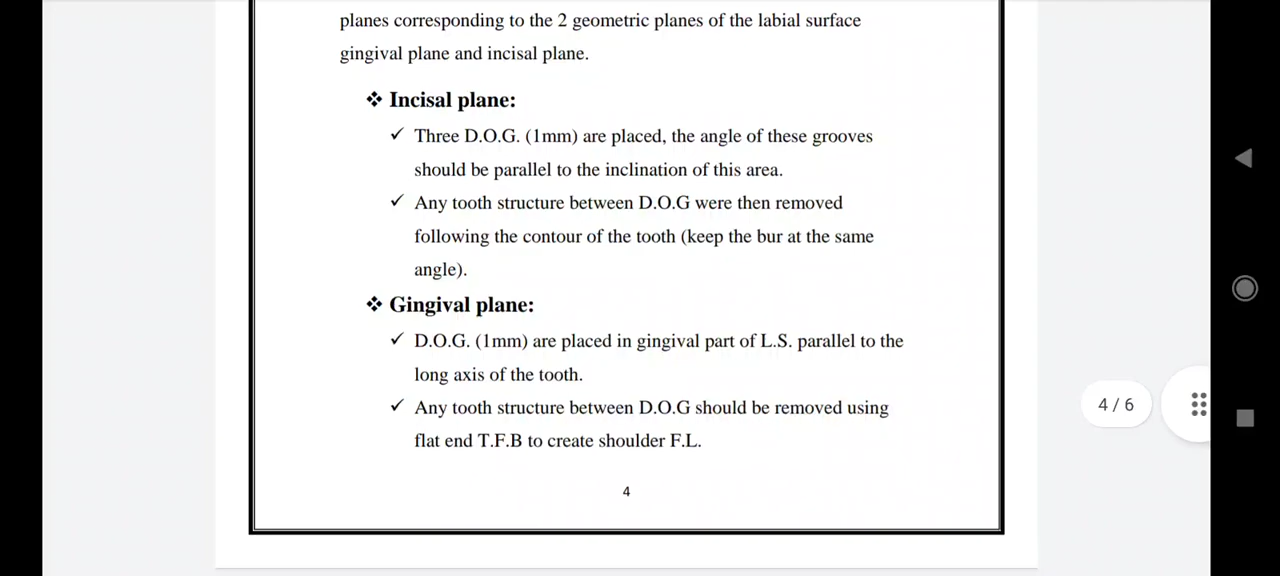 planes corresponding to the 2 geometric planes of the labial surface
gingival plane and incisal plane.
❖ Incisal plane:
✓ Three D.O.G. (1mm) are placed, the angle of these grooves
should be parallel to the inclination of this area.
✓ Any tooth structure between D.O.G were then removed
following the contour of the tooth (keep the bur at the same
angle).
❖ Gingival plane:
✓ D.O.G. (1mm) are placed in gingival part of L.S. parallel to the
long axis of the tooth.
✓ Any tooth structure between D.O.G should be removed using
flat end T.F.B to create shoulder F.L.
4
4 / 6